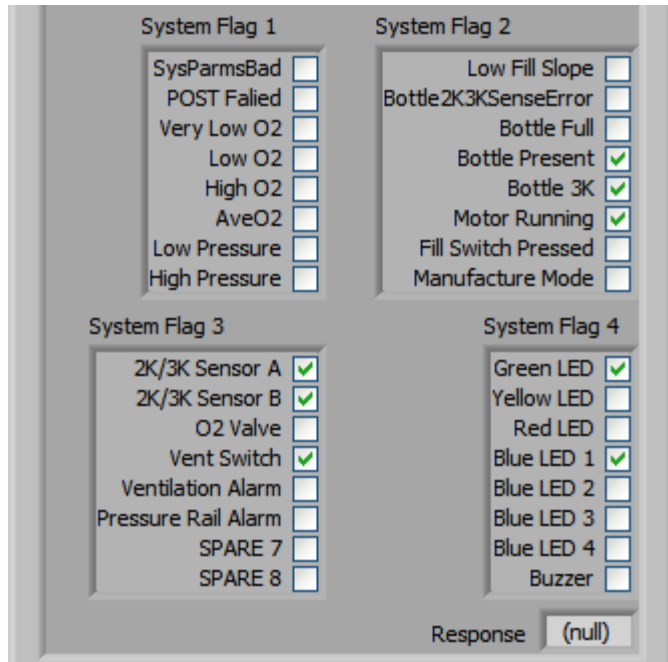 System Flag 1
SysParmsBad
POST Falied
Very Low O2
Low O2
High O2
AveO2
Low Pressure
High Pressure
System Flag 2
Low Fill Slope
Bottle2K3KSenseError
Bottle Full
Bottle Present
Bottle 3K
Motor Running
Fill Switch Pressed
Manufacture Mode
System Flag 3
2K/3K Sensor A
2K/3K Sensor B
O2 Valve
Vent Switch
Ventilation Alarm
Pressure Rail Alarm
SPARE 7
SPARE 8
System Flag 4
Green LED
Yellow LED
Red LED
Blue LED 1
Blue LED 2
Blue LED 3
Blue LED 4
Buzzer
Response (null)